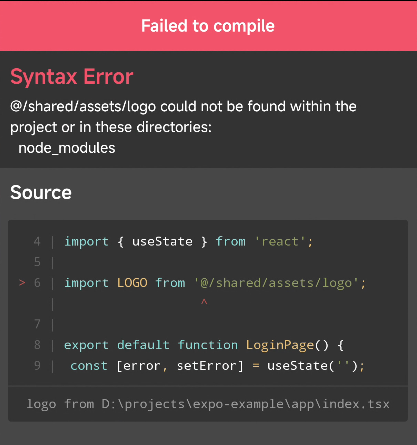 Failed to compile
Syntax Error
@/shared/assets/logo could not be found within the
project or in these directories:
node_modules
Source
4 | import { useState } from 'react';
5 |
> 6 | import LOGO from '@/shared/assets/logo';
| ^
7 |
8 | export default function LoginPage() {
9 | const [error, setError] = useState('');
logo from D:\projects\expo-example\app\index.tsx